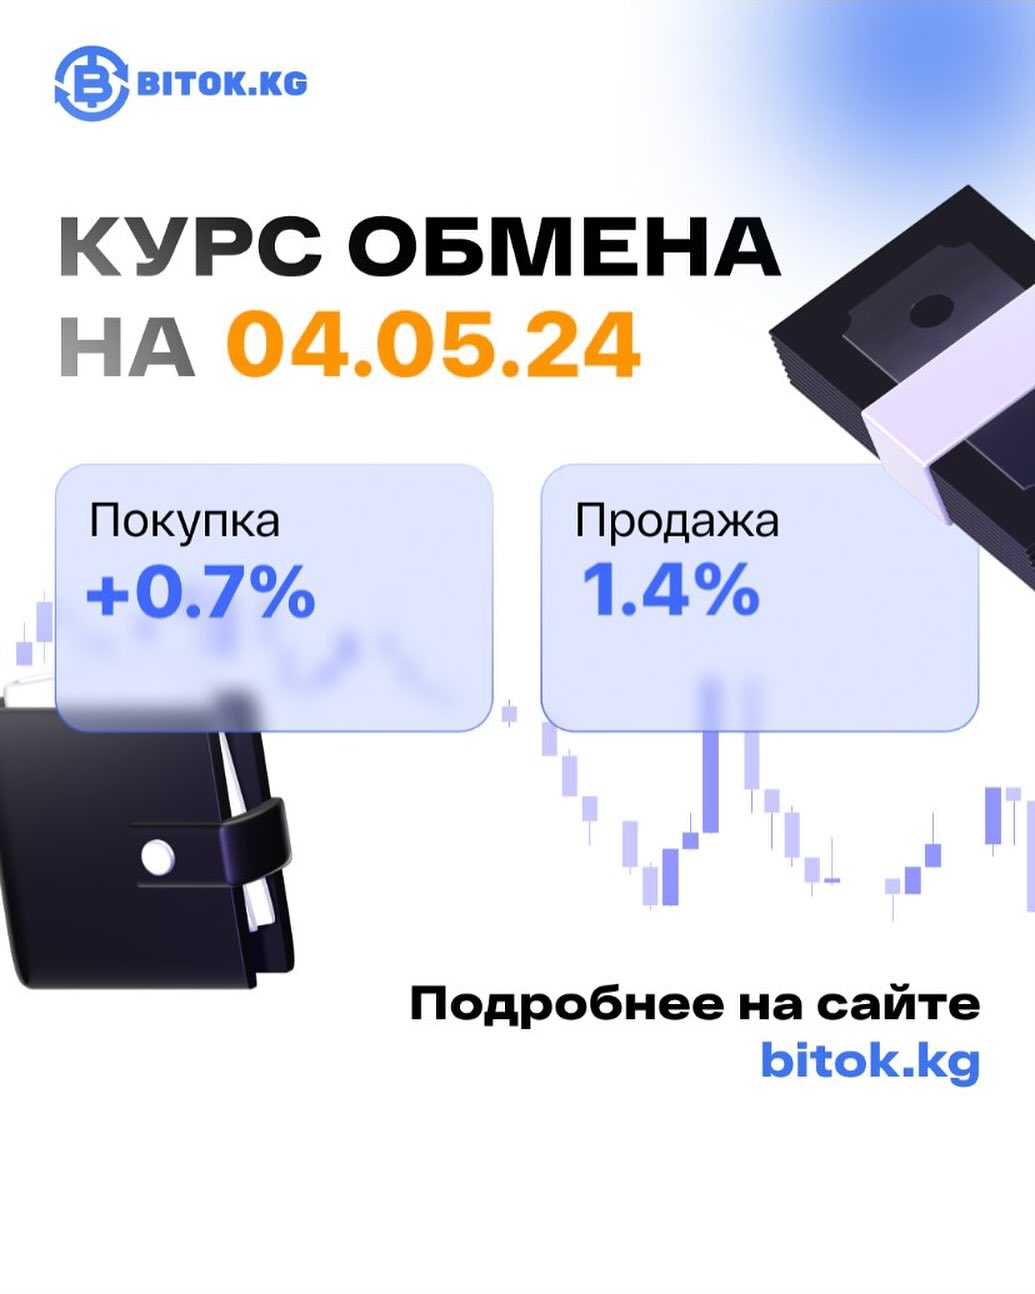 BITOK.KG
КУРС ОБМЕНА
НА 04.05.24
Покупка
+0.7%
Продажа
1.4%
Подробнее на сайте
bitok.kg